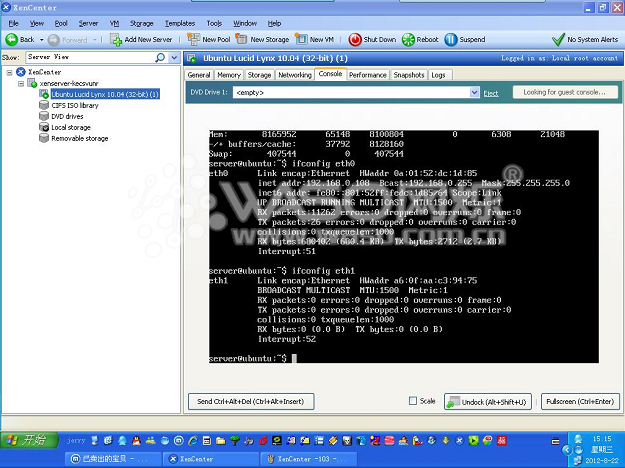 XenCenter
File View Pool Server VM Storage Templates Tools Window Help
Back Forward Add New Server New Pool New Storage New VM Shut Down Reboot Suspend No System Alerts
Show: Server View
Ubuntu Lucid Lynx 10.04 (32-bit) (1)
Logged in as: Local root account
XenCenter
xenserver-kecsvunr
Ubuntu Lucid Lynx 10.04 (32-bit) (1)
CIFS ISO library
DVD drives
Local storage
Removable storage
General Memory Storage Networking Console Performance Snapshots Logs
DVD Drive 1: <empty> Eject Looking for guest console...
Mem: 8165952 65148 8100804 0 6308 21048
-/+ buffers/cache: 37792 8128160
Swap: 407544 0 407544
server@ubuntu:~$ ifconfig eth0
eth0 Link encap:Ethernet HWaddr 0a:01:52:dc:1d:85
inet addr:192.168.0.108 Bcast:192.168.0.255 Mask:255.255.255.0
inet6 addr: fe80::801:52ff:fedc:1d85/64 Scope:Link
UP BROADCAST RUNNING MULTICAST MTU:1500 Metric:1
RX packets:11262 errors:0 dropped:0 overruns:0 frame:0
TX packets:26 errors:0 dropped:0 overruns:0 carrier:0
collisions:0 txqueuelen:1000
RX bytes:680402 (680.4 KB) TX bytes:2712 (2.7 KB)
Interrupt:51
server@ubuntu:~$ ifconfig eth1
eth1 Link encap:Ethernet HWaddr a6:0f:aa:c3:94:75
BROADCAST MULTICAST MTU:1500 Metric:1
RX packets:0 errors:0 dropped:0 overruns:0 frame:0
TX packets:0 errors:0 dropped:0 overruns:0 carrier:0
collisions:0 txqueuelen:1000
RX bytes:0 (0.0 B) TX bytes:0 (0.0 B)
Interrupt:52
server@ubuntu:~$
Send Ctrl+Alt+Del (Ctrl+Alt+Insert) Scale Undock (Alt+Shift+U) Fullscreen (Ctrl+Enter)
开始 jerry
15:15
星期三
2012-8-22
已卖出的宝贝 - ... XenCenter XenCenter -103 - ...